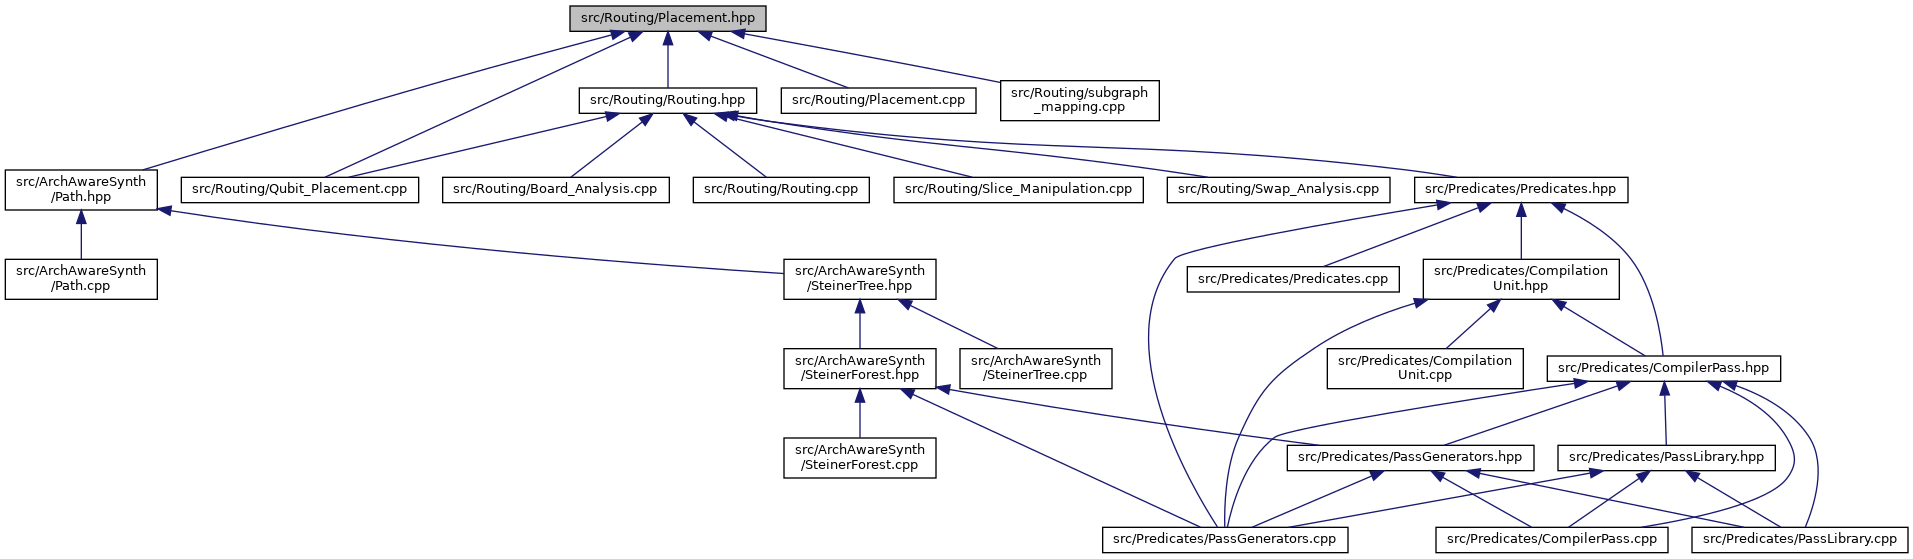 src/Routing/Placement.hpp
src/Routing/Routing.hpp
src/Routing/Placement.cpp
src/Routing/subgraph
_mapping.cpp
src/ArchAwareSynth
/Path.hpp
src/Routing/Qubit_Placement.cpp
src/Routing/Board_Analysis.cpp
src/Routing/Routing.cpp
src/Routing/Slice_Manipulation.cpp
src/Routing/Swap_Analysis.cpp
src/Predicates/Predicates.hpp
src/ArchAwareSynth
/Path.cpp
src/ArchAwareSynth
/SteinerTree.hpp
src/Predicates/Predicates.cpp
src/Predicates/Compilation
Unit.hpp
src/ArchAwareSynth
/SteinerForest.hpp
src/ArchAwareSynth
/SteinerTree.cpp
src/Predicates/Compilation
Unit.cpp
src/Predicates/CompilerPass.hpp
src/ArchAwareSynth
/SteinerForest.cpp
src/Predicates/PassGenerators.hpp
src/Predicates/PassLibrary.hpp
src/Predicates/PassGenerators.cpp
src/Predicates/CompilerPass.cpp
src/Predicates/PassLibrary.cpp